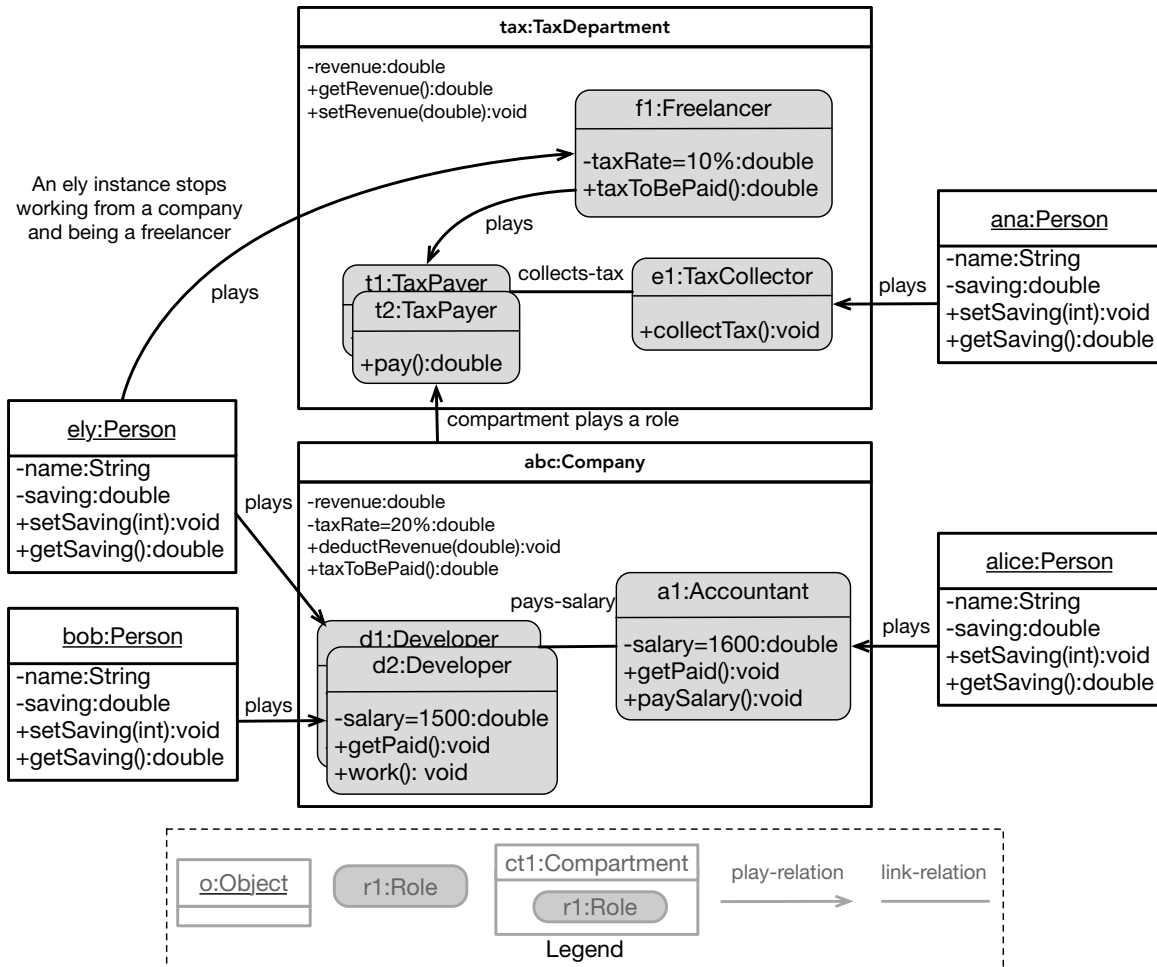 tax:TaxDepartment
-revenue:double
+getRevenue():double
+setRevenue(double):void
f1:Freelancer
-taxRate=10%:double
+taxToBePaid():double
An ely instance stops
working from a company
and being a freelancer
plays
plays
t1:TaxPayer
t2:TaxPayer
+pay():double
collects-tax
e1:TaxCollector
+collectTax():void
plays
ana:Person
-name:String
-saving:double
+setSaving(int):void
+getSaving():double
compartment plays a role
ely:Person
-name:String
-saving:double
+setSaving(int):void
+getSaving():double
plays
abc:Company
-revenue:double
-taxRate=20%:double
+deductRevenue(double):void
+taxToBePaid():double
pays-salary
a1:Accountant
-salary=1600:double
+getPaid():void
+paySalary():void
plays
alice:Person
-name:String
-saving:double
+setSaving(int):void
+getSaving():double
bob:Person
-name:String
-saving:double
+setSaving(int):void
+getSaving():double
plays
d1:Developer
d2:Developer
-salary=1500:double
+getPaid():void
+work(): void
o:Object
r1:Role
ct1:Compartment
r1:Role
play-relation
link-relation
Legend